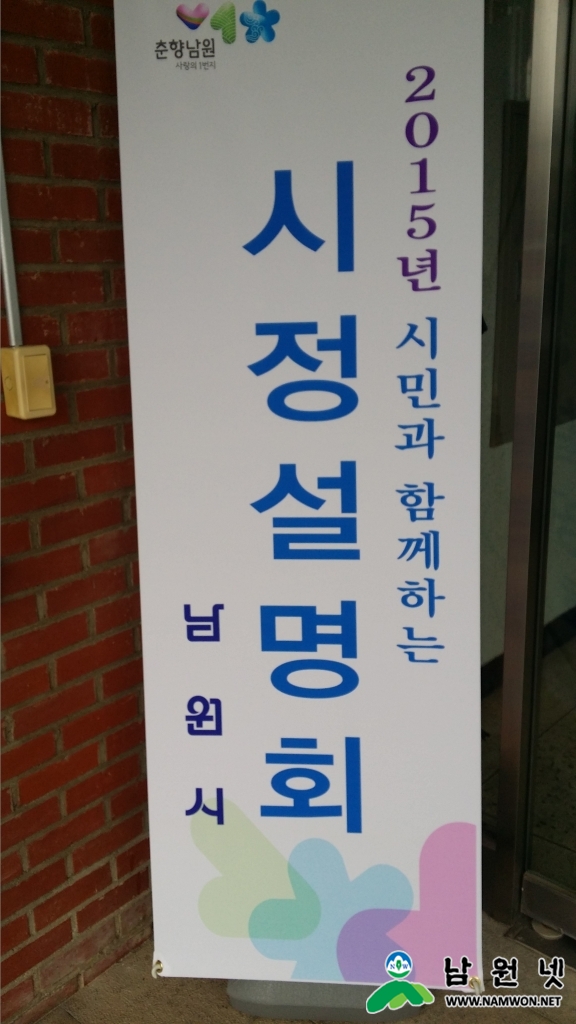 춘향남원
사랑의 1번지
2015년 시민과 함께하는
시정설명회
남원시
남원넷
WWW.NAMWON.NET